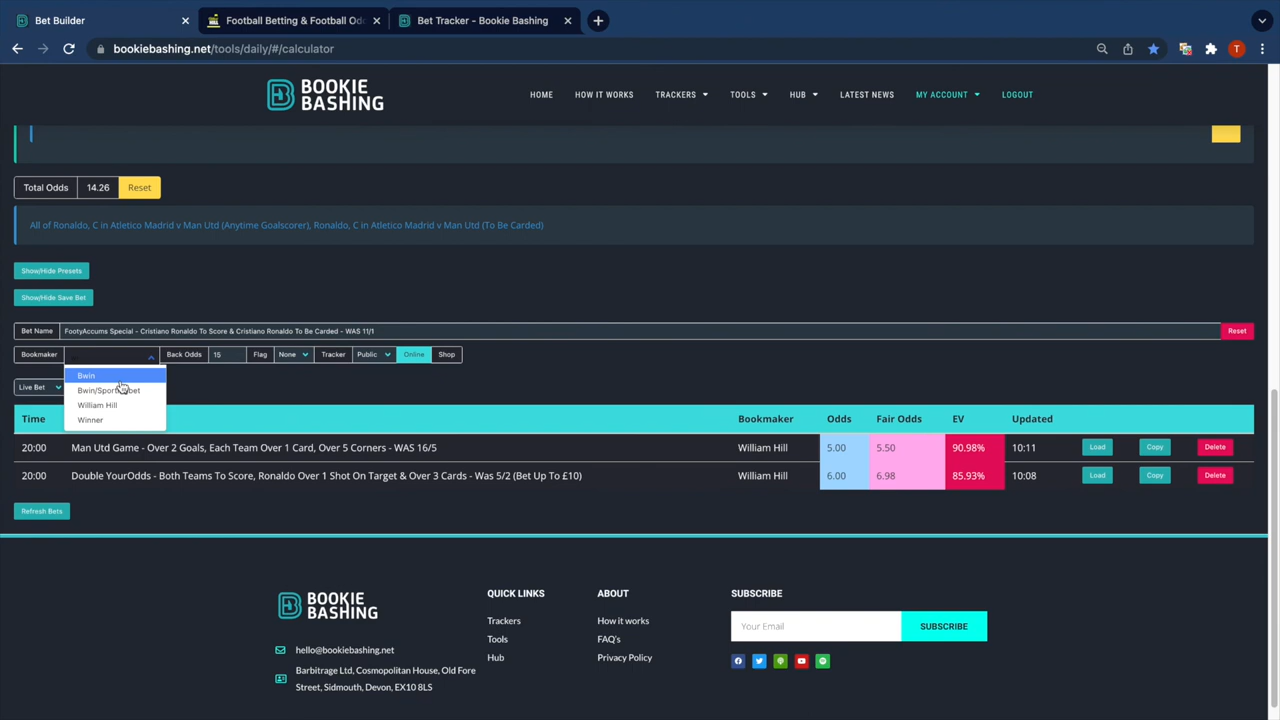 Bet Builder
Football Betting & Football Od
Bet Tracker - Bookie Bashing
bookiebashing.net/tools/daily/#/calculator
T
BOOKIE
BASHING
HOME
HOW IT WORKS
TRACKERS
TOOLS
HUB
LATEST NEWS
MY ACCOUNT
LOGOUT
Total Odds 14.26 Reset
All of Ronaldo, C in Atletico Madrid v Man Utd (Anytime Goalscorer), Ronaldo, C in Atletico Madrid v Man Utd (To Be Carded)
Show/Hide Presets
Show/Hide Save Bet
Bet Name FootyAccums Special - Cristiano Ronaldo To Score & Cristiano Ronaldo To Be Carded - WAS 11/1 Reset
Bookmaker Back Odds 15 Flag None Tracker Public Online Shop
Bwin
Live Bet
William Hill
Winner
Time Bookmaker Odds Fair Odds EV Updated
20:00 Man Utd Game - Over 2 Goals, Each Team Over 1 Card, Over 5 Corners - WAS 16/5 William Hill 5.00 5.50 90.98% 10:11 Load Copy Delete
20:00 Double YourOdds - Both Teams To Score, Ronaldo Over 1 Shot On Target & Over 3 Cards - Was 5/2 (Bet Up To £10) William Hill 6.00 6.98 85.93% 10:08 Load Copy Delete
Refresh Bets
BOOKIE
BASHING
hello@bookiebashing.net
Barbitrage Ltd, Cosmopolitan House, Old Fore
Street, Sidmouth, Devon, EX10 8LS
QUICK LINKS
Trackers
Tools
Hub
ABOUT
How it works
FAQ's
Privacy Policy
SUBSCRIBE
Your Email SUBSCRIBE